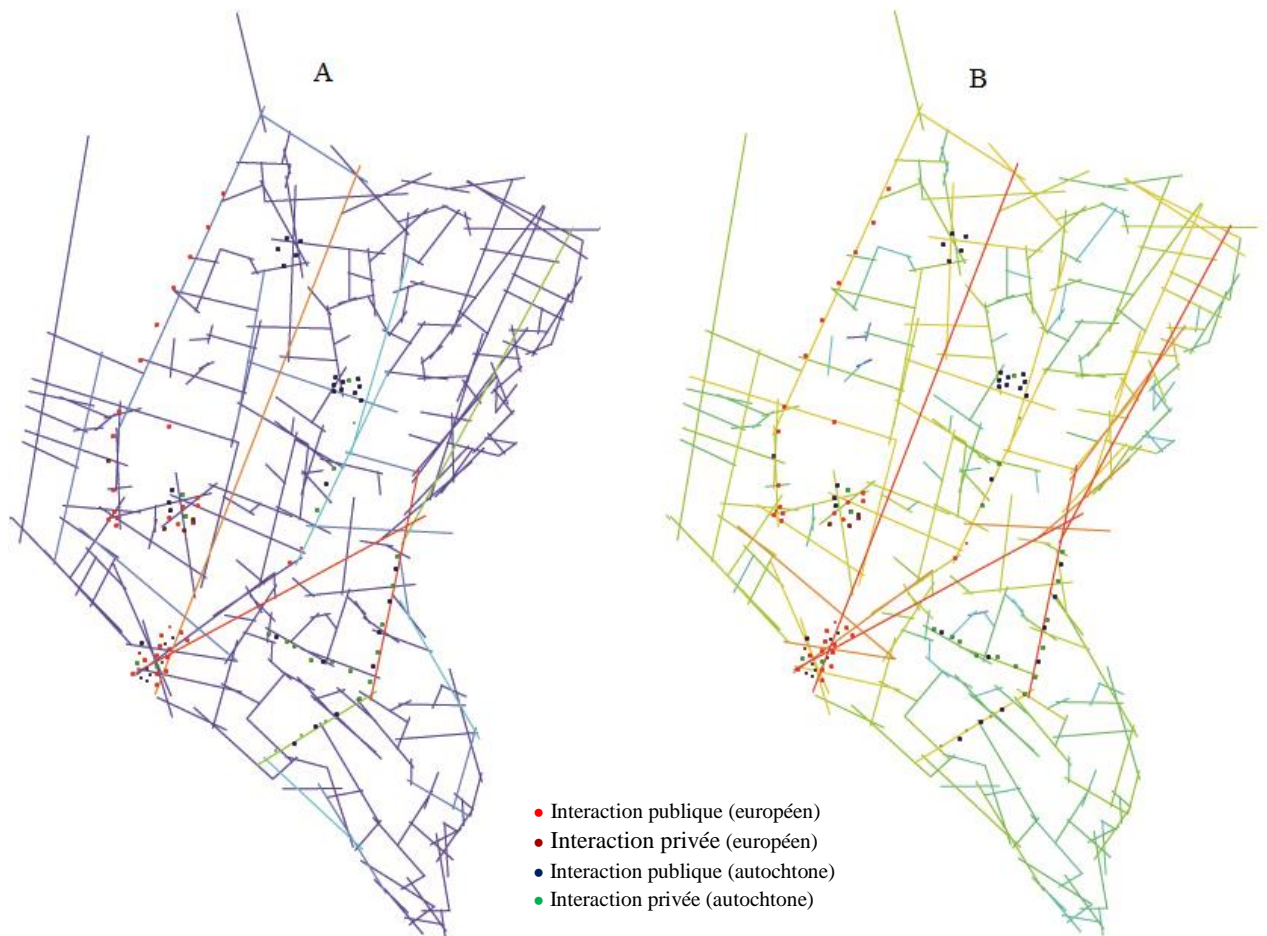 A
B
Interaction publique (européen)
Interaction privée (européen)
Interaction publique (autochtone)
Interaction privée (autochtone)